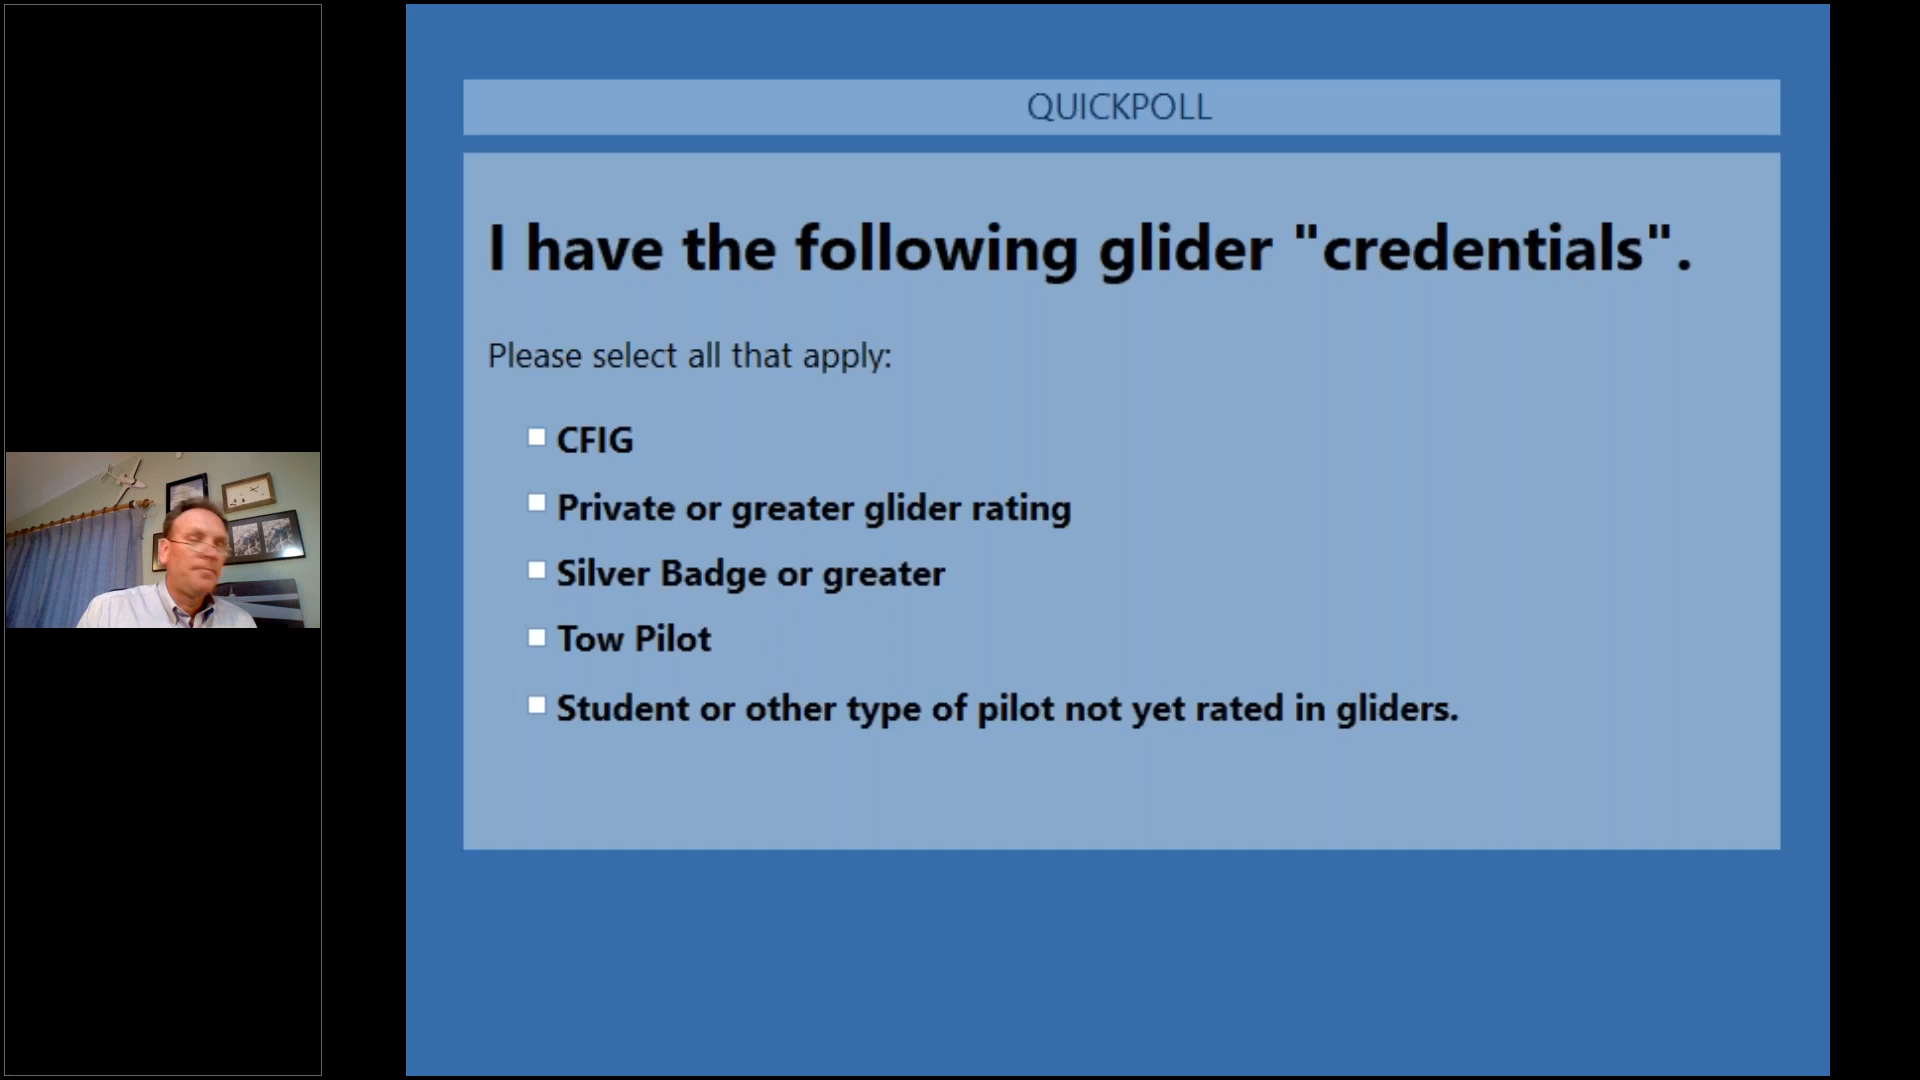 QUICKPOLL
I have the following glider "credentials".
Please select all that apply:
CFIG
Private or greater glider rating
Silver Badge or greater
Tow Pilot
Student or other type of pilot not yet rated in gliders.